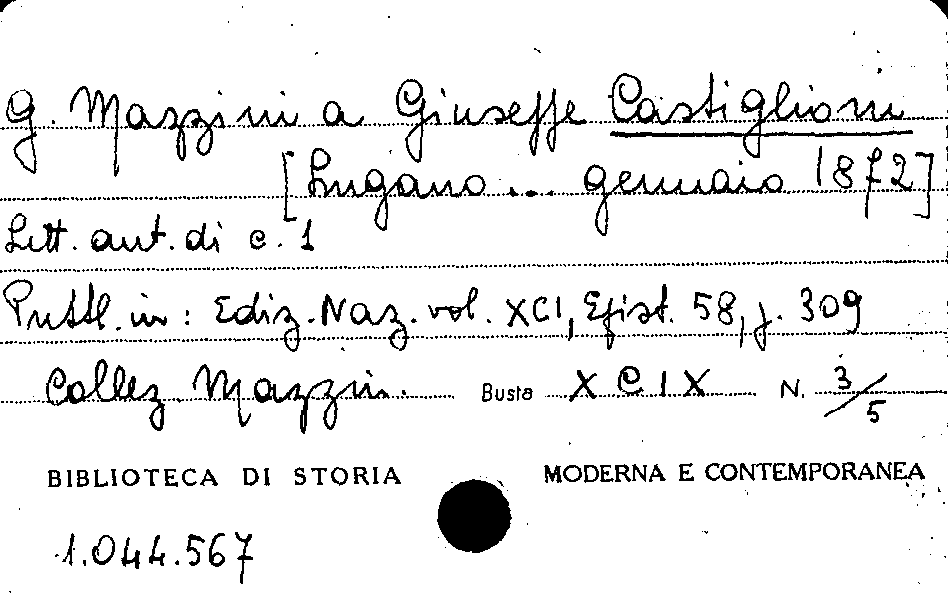 G. Mazzini a Giuseppe Castiglioni
[Lugano ... gennaio 1872]
Lett. aut. di c. 1
Pubbl. in: Ediz. Naz. vol. XCI, Epist. 58, p. 309
Collez Mazzin. Busta XCIX N. 3/5
BIBLIOTECA DI STORIA MODERNA E CONTEMPORANEA
1.044.567